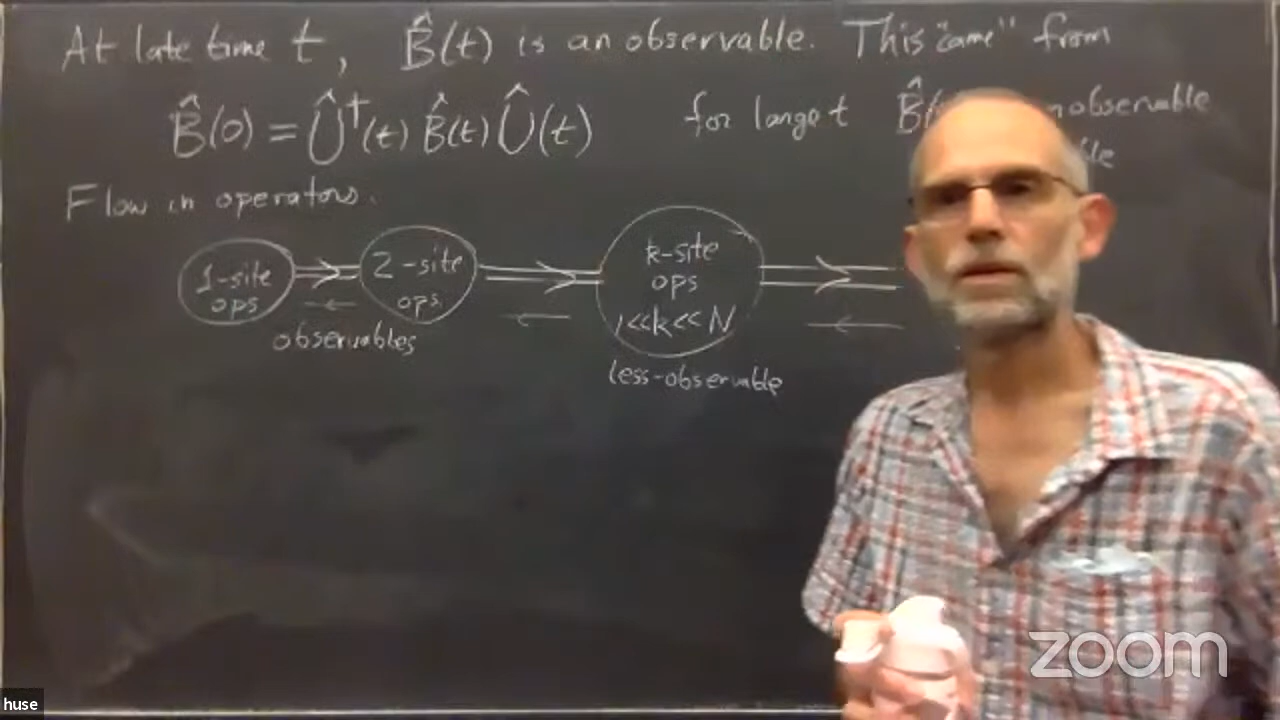 At late time t, B̂(t) is an observable. This "came" from
B̂(0) = Û†(t) B̂(t) Û(t) for large t B̂( observable
Flow in operators.
1-site ops
2-site ops.
k-site ops 1<<k<<N
observables
less-observable
zoom
huse